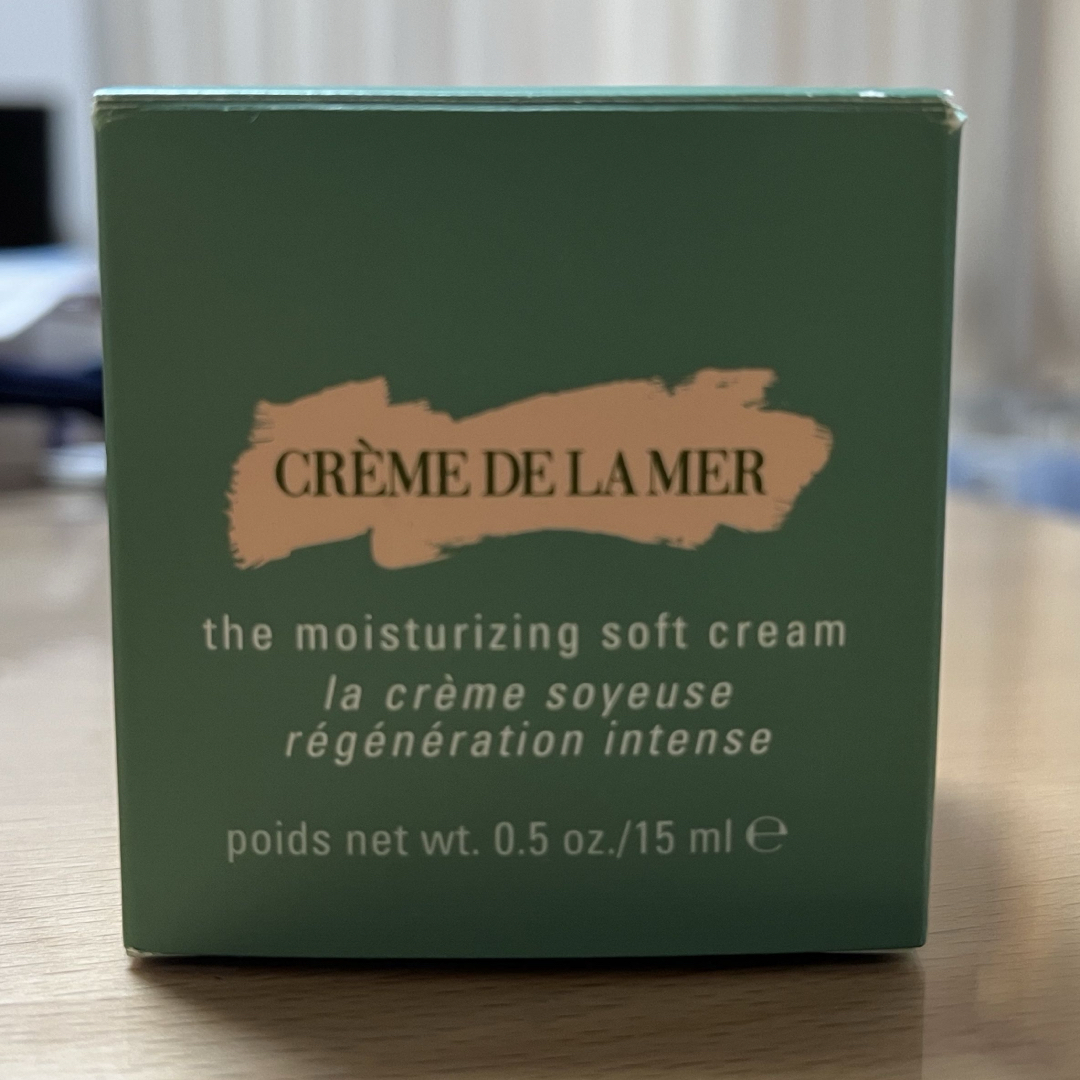 CRÈME DE LA MER
the moisturizing soft cream
la crème soyeuse
régénération intense
poids net wt. 0.5 oz./15 ml ℮